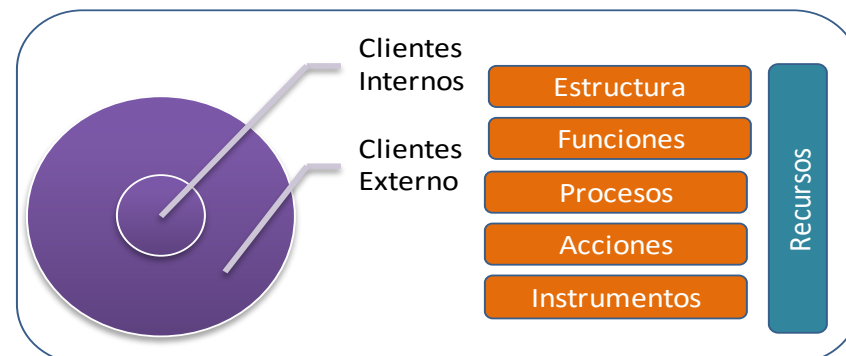 Clientes
Internos
Clientes
Externo
Estructura
Funciones
Procesos
Acciones
Instrumentos
Recursos